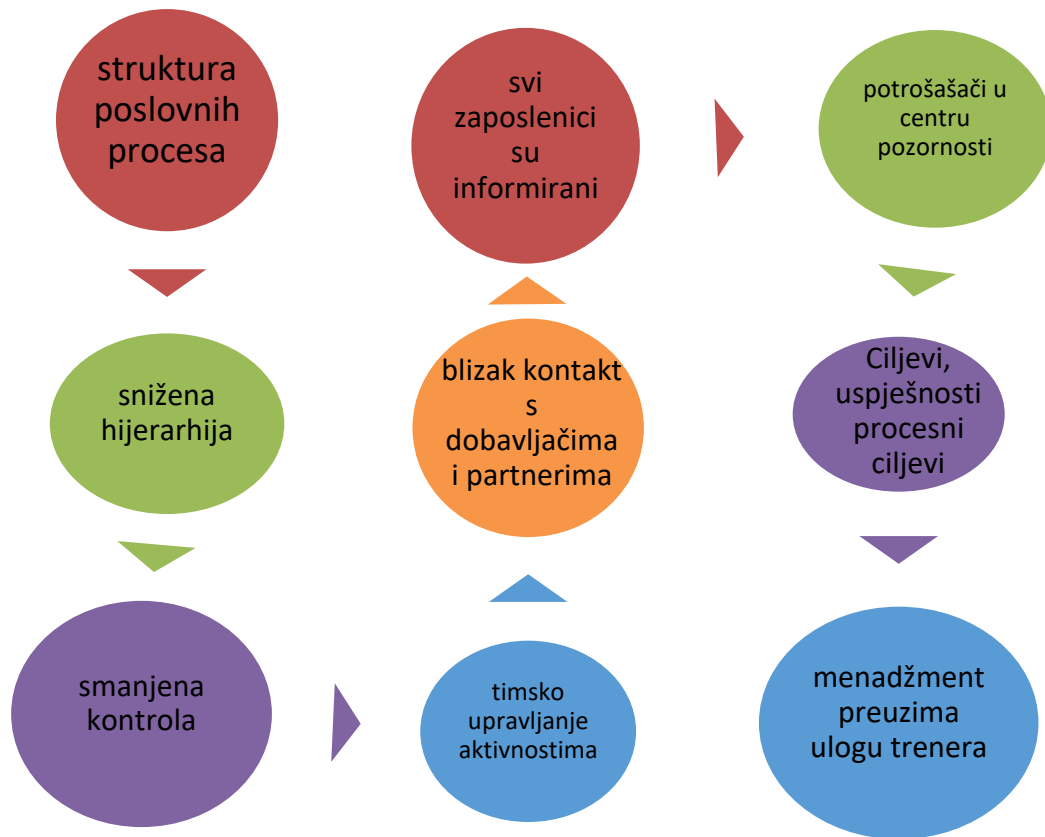 struktura
poslovnih
procesa
snižena
hijerarhija
smanjena
kontrola
timsko
upravljanje
aktivnostima
blizak kontakt
s
dobavljačima
i partnerima
svi
zaposlenici
su
informirani
potrošašači u
centru
pozornosti
Ciljevi,
uspješnosti
procesni
ciljevi
menadžment
preuzima
ulogu trenera